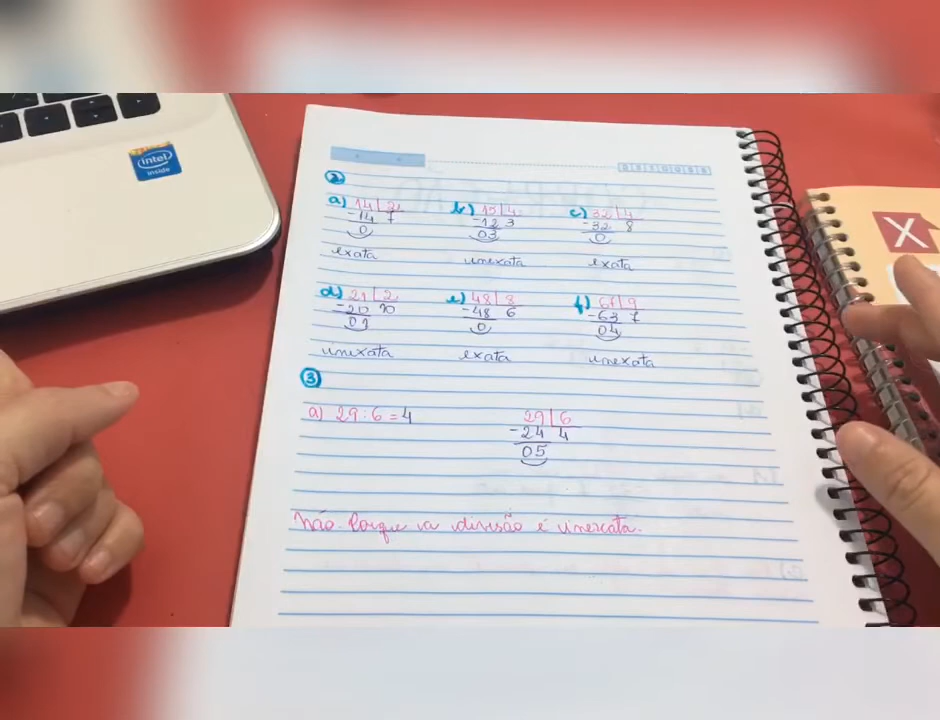 intel
2
a) 14 | 2 b) 15 | 4 c) 32 | 4
-14 7 -12 3 -32 8
0 03 0
exata inexata exata
d) 21 | 2 e) 48 | 8 f) 67 | 9
-20 10 -48 6 -63 7
01 0 04
inexata exata inexata
3
a) 29:6=4 29 | 6
-24 4
05
Não. Porque a divisão é inexata.